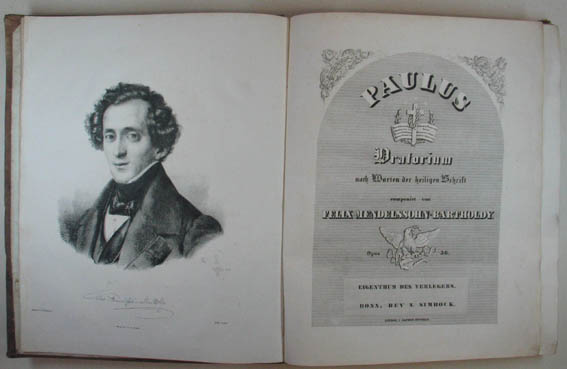 PAULUS
Oratorium
nach Worten der heiligen Schrift
componirt von
FELIX MENDELSSOHN-BARTHOLDY
Opus 36.
EIGENTHUM DES VERLEGERS.
BONN, BEY N. SIMROCK.